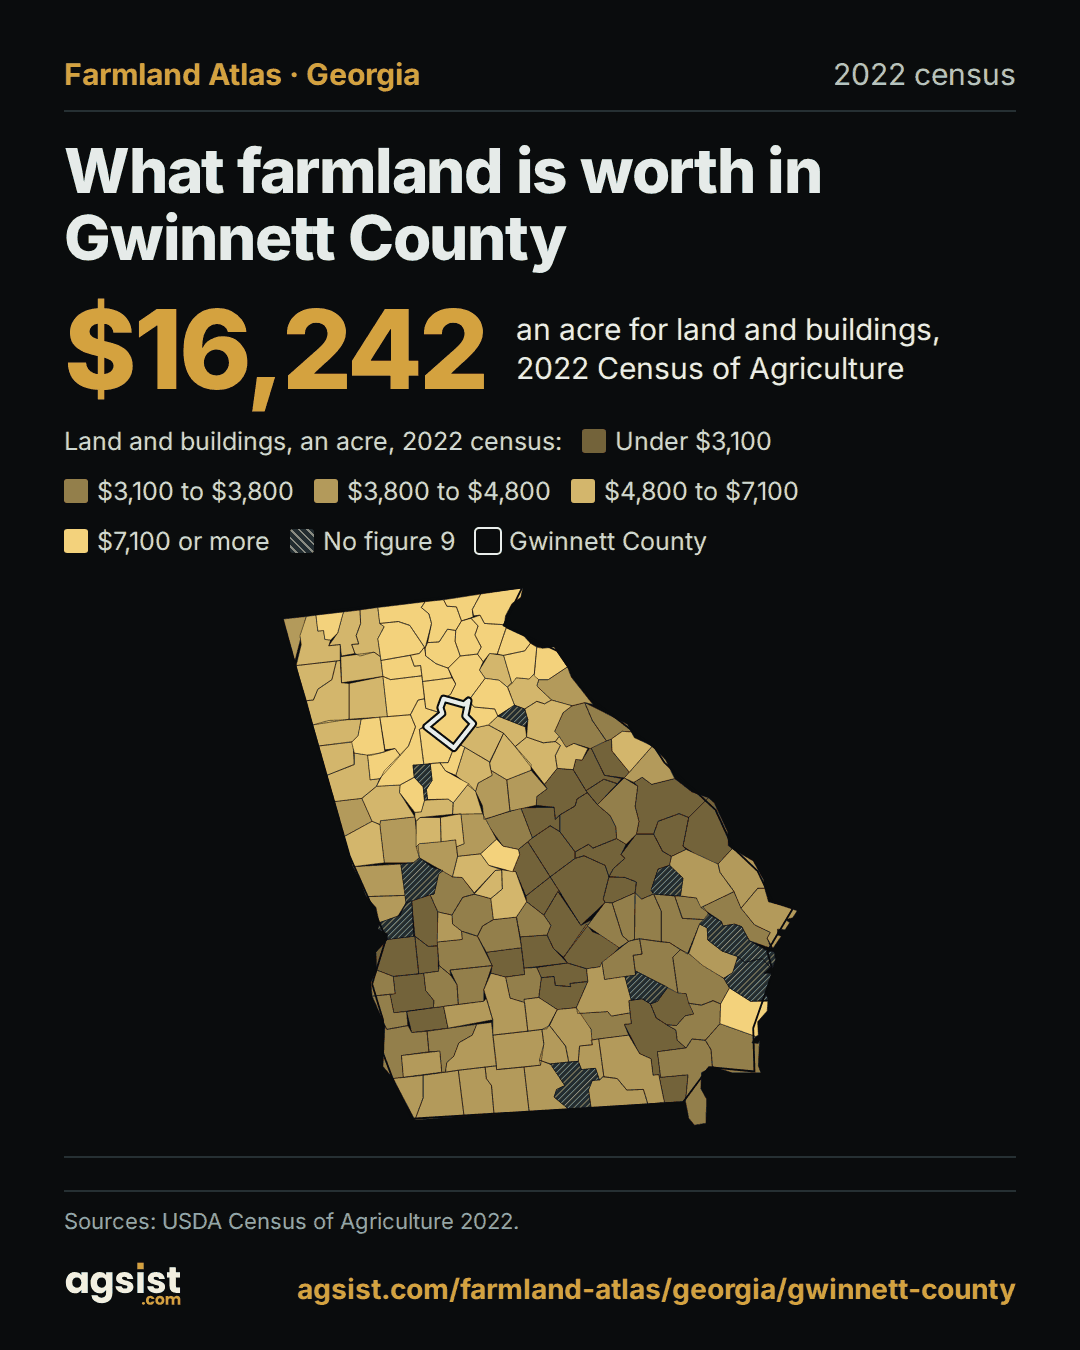 Farmland Atlas · Georgia
2022 census
What farmland is worth in
Gwinnett County
$16,242
an acre for land and buildings,
2022 Census of Agriculture
Land and buildings, an acre, 2022 census:
Under $3,100
$3,100 to $3,800
$3,800 to $4,800
$4,800 to $7,100
$7,100 or more
No figure 9
Gwinnett County
Sources: USDA Census of Agriculture 2022.
agsist
.com
agsist.com/farmland-atlas/georgia/gwinnett-county